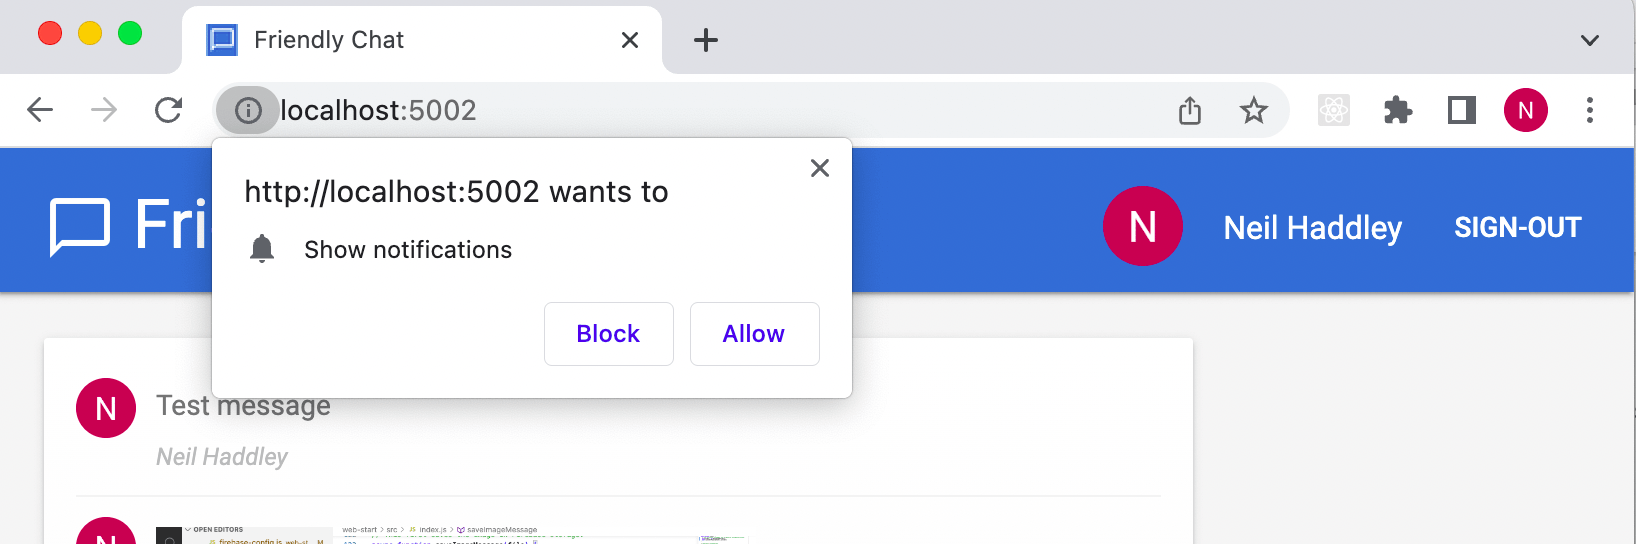 Friendly Chat
localhost:5002
N
http://localhost:5002 wants to
Show notifications
Block
Allow
Fri
N
Neil Haddley
SIGN-OUT
N
Test message
Neil Haddley
N
OPEN EDITORS
web-start > src > JS index.js > saveImageMessage
firebase-config.js web-st... M